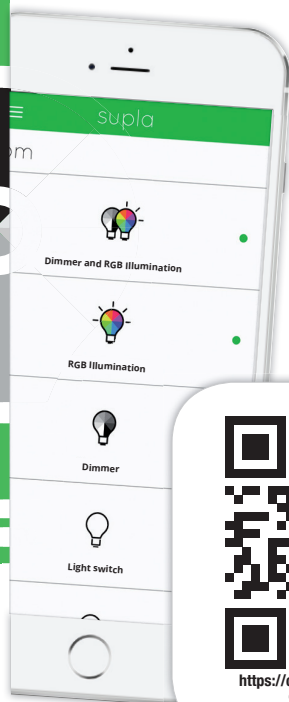 supla
om
Dimmer and RGB Illumination
RGB Illumination
Dimmer
Light switch
https://